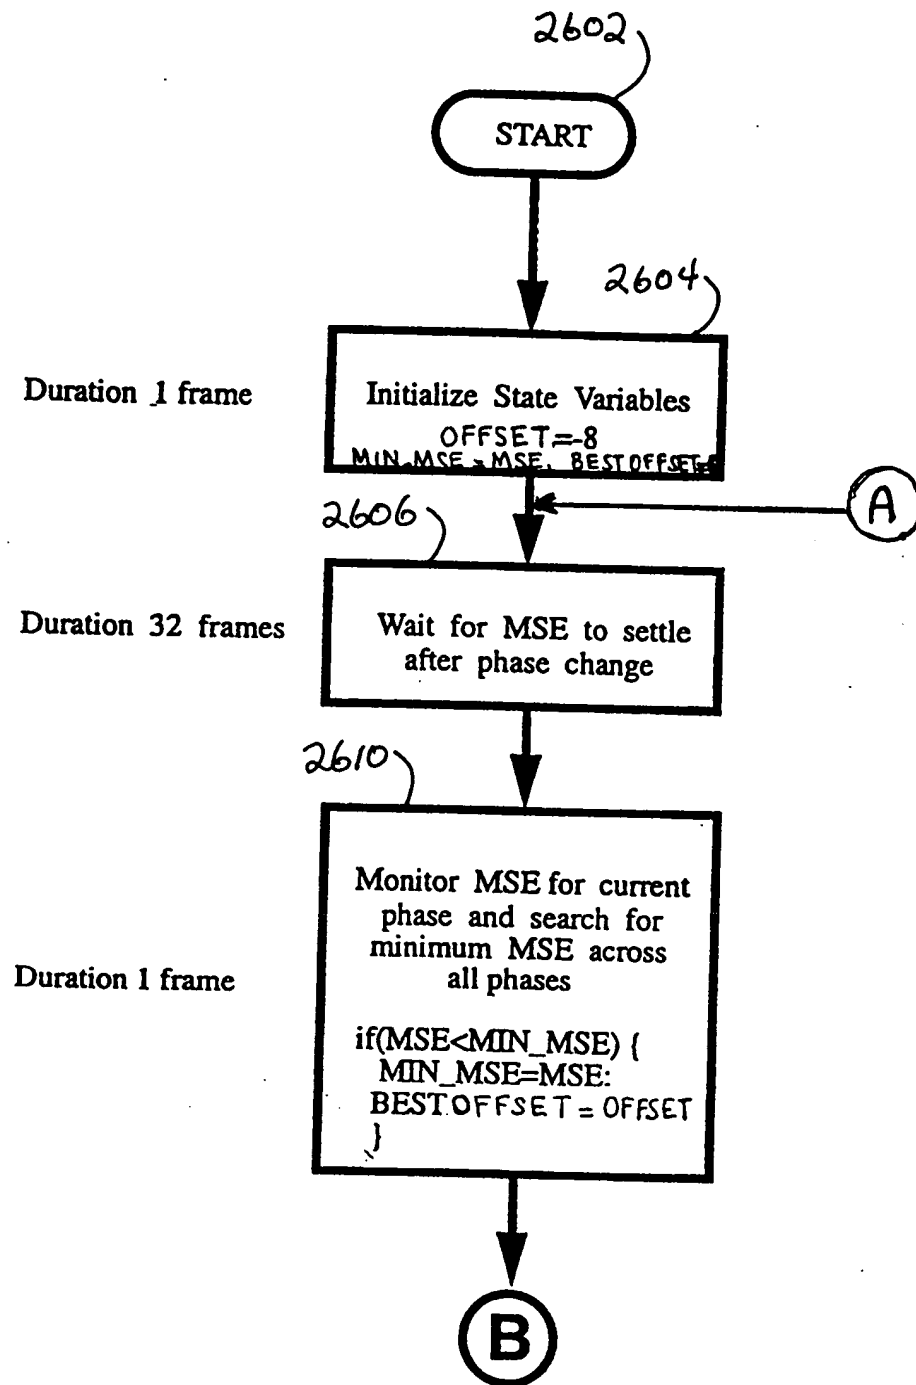 2602
START
2604
Duration 1 frame
Initialize State Variables
OFFSET=-8
MIN_MSE=MSE, BESTOFFSET=
A
2606
Duration 32 frames
Wait for MSE to settle
after phase change
2610
Monitor MSE for current
phase and search for
minimum MSE across
all phases
Duration 1 frame
if(MSE<MIN_MSE) {
MIN_MSE=MSE:
BEST.OFFSET = OFFSET
}
B